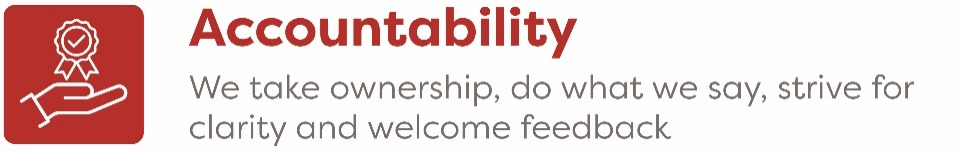 Accountability
We take ownership, do what we say, strive for
clarity and welcome feedback